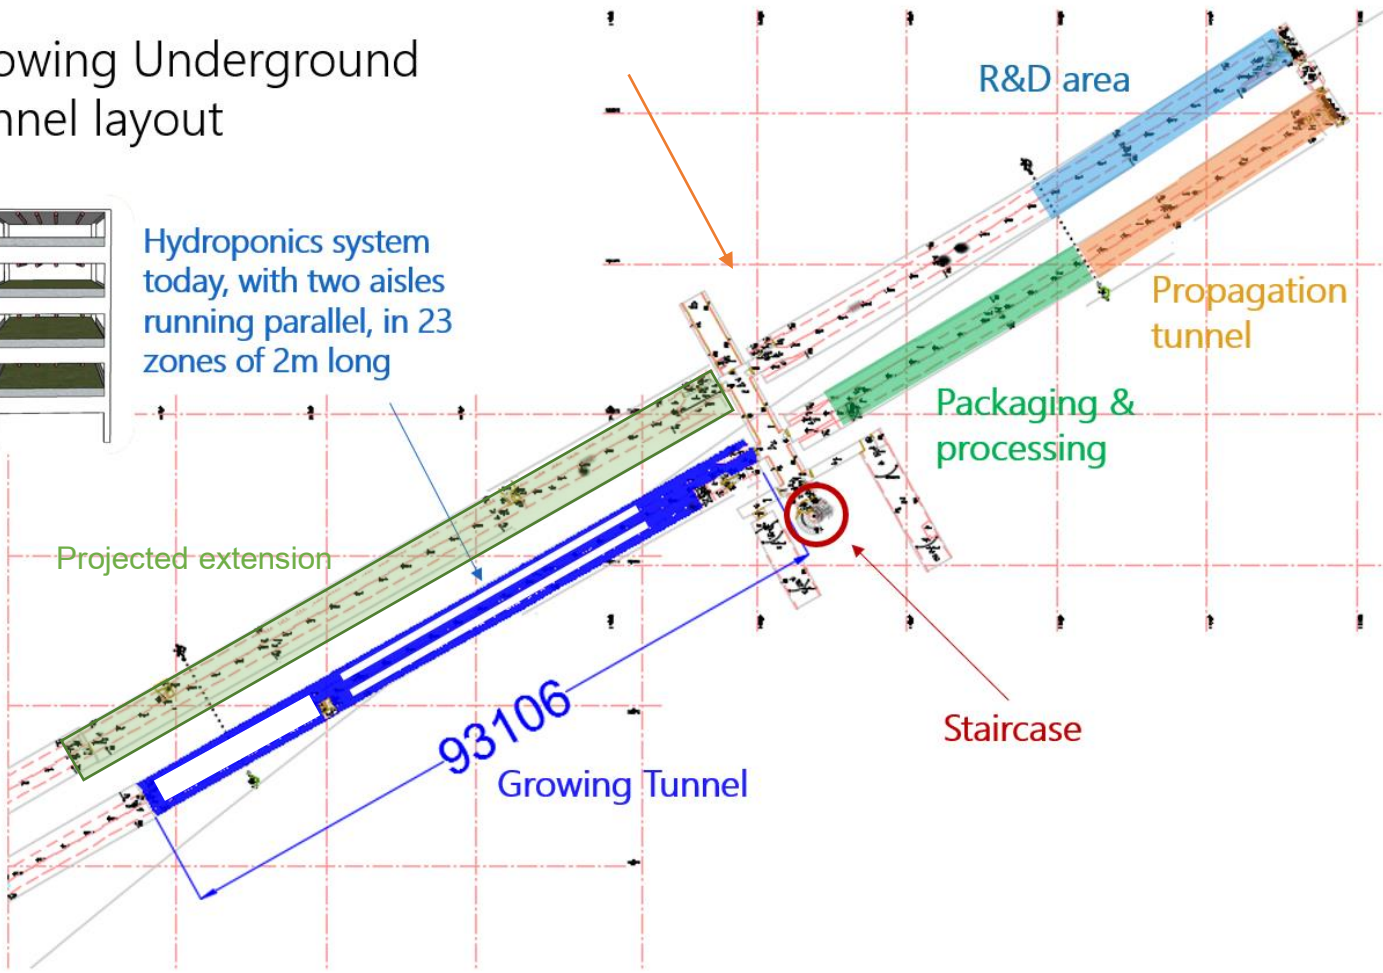 owing Underground
nnel layout
R&D area
Hydroponics system
today, with two aisles
running parallel, in 23
zones of 2m long
Propagation
tunnel
Packaging &
processing
Projected extension
93106
Staircase
Growing Tunnel